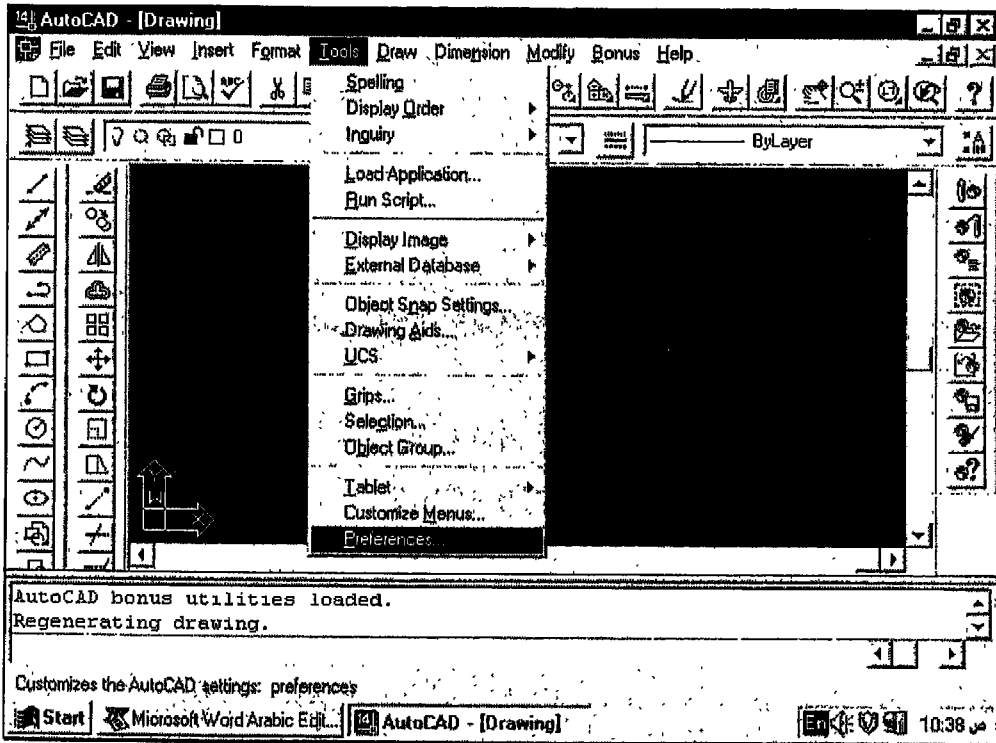 AutoCAD - [Drawing]
File Edit View Insert Format Tools Draw Dimension Modify Bonus Help
ABC
Spelling
Display Order
Inquiry
0
ByLayer
Load Application...
Run Script...
Display Image
External Database
Object Snap Settings...
Drawing Aids...
UCS
Grips...
Selection...
Object Group...
Tablet
Customize Menus...
Preferences...
W
X
AutoCAD bonus utilities loaded.
Regenerating drawing.
Customizes the AutoCAD settings: preferences
Start Microsoft Word Arabic Edit... AutoCAD - [Drawing] En 10:38 ص